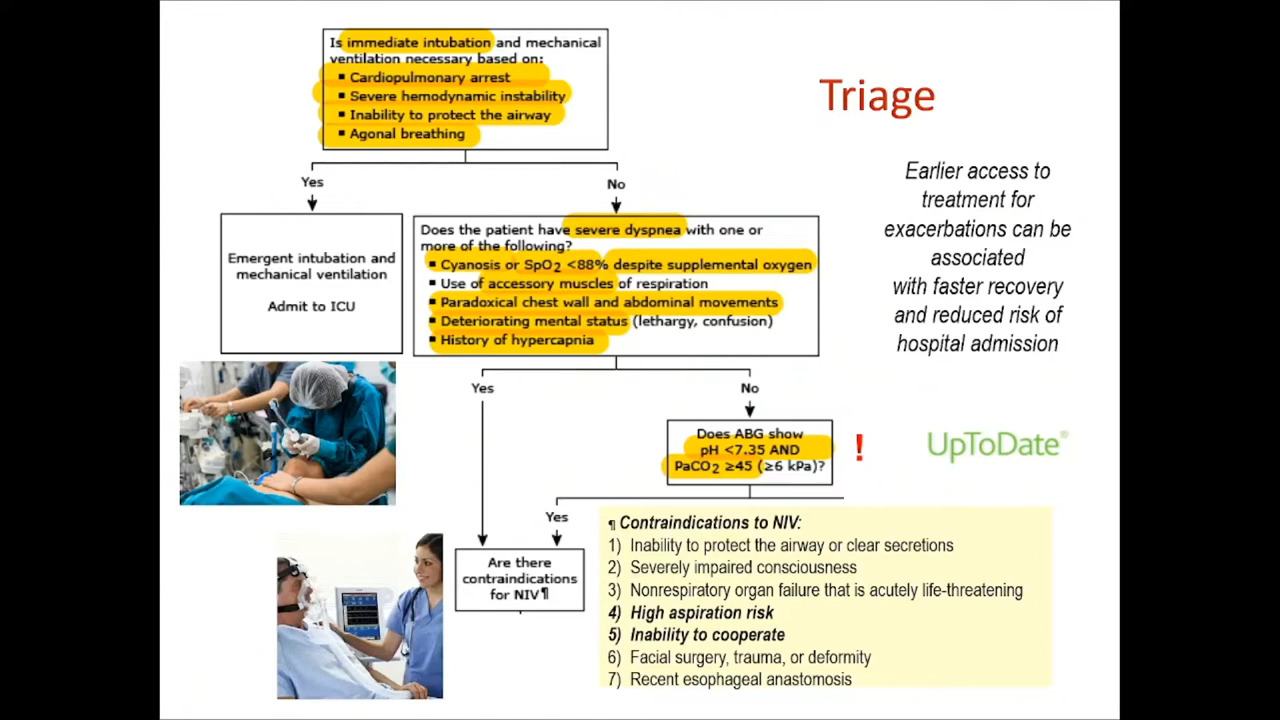 Is immediate intubation and mechanical
ventilation necessary based on:
▪ Cardiopulmonary arrest
▪ Severe hemodynamic instability
▪ Inability to protect the airway
▪ Agonal breathing
Triage
Yes
No
Earlier access to
treatment for
exacerbations can be
associated
with faster recovery
and reduced risk of
hospital admission
Emergent intubation and
mechanical ventilation
Admit to ICU
Does the patient have severe dyspnea with one or
more of the following?
▪ Cyanosis or SpO₂ <88% despite supplemental oxygen
▪ Use of accessory muscles of respiration
▪ Paradoxical chest wall and abdominal movements
▪ Deteriorating mental status (lethargy, confusion)
▪ History of hypercapnia
Yes
No
Does ABG show
pH <7.35 AND
PaCO₂ ≥45 (≥6 kPa)?
!
UpToDate®
Yes
Are there
contraindications
for NIV¶
¶ Contraindications to NIV:
1) Inability to protect the airway or clear secretions
2) Severely impaired consciousness
3) Nonrespiratory organ failure that is acutely life-threatening
4) High aspiration risk
5) Inability to cooperate
6) Facial surgery, trauma, or deformity
7) Recent esophageal anastomosis